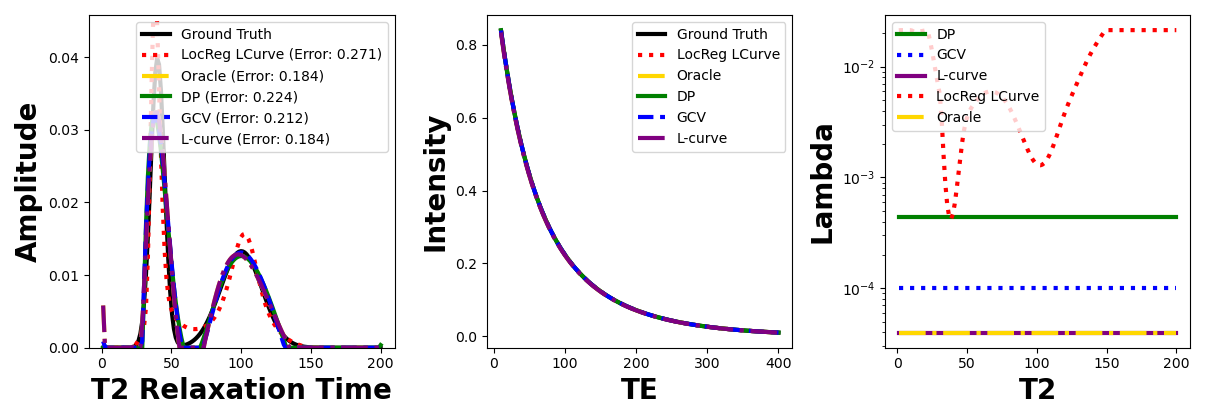 Amplitude
0.04
0.03
0.02
0.01
0.00
0
50
100
150
200
T2 Relaxation Time
Ground Truth
LocReg LCurve (Error: 0.271)
Oracle (Error: 0.184)
DP (Error: 0.224)
GCV (Error: 0.212)
L-curve (Error: 0.184)
Intensity
0.8
0.6
0.4
0.2
0.0
0
100
200
300
400
TE
Ground Truth
LocReg LCurve
Oracle
DP
GCV
L-curve
Lambda
10⁻²
10⁻³
10⁻⁴
0
50
100
150
200
T2
DP
GCV
L-curve
LocReg LCurve
Oracle